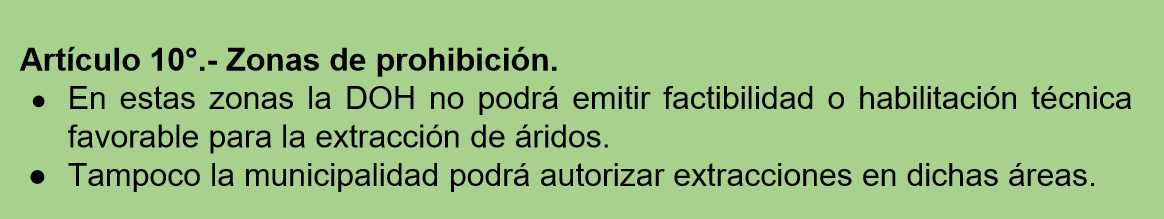 Artículo 10°.- Zonas de prohibición.
● En estas zonas la DOH no podrá emitir factibilidad o habilitación técnica
favorable para la extracción de áridos.
● Tampoco la municipalidad podrá autorizar extracciones en dichas áreas.